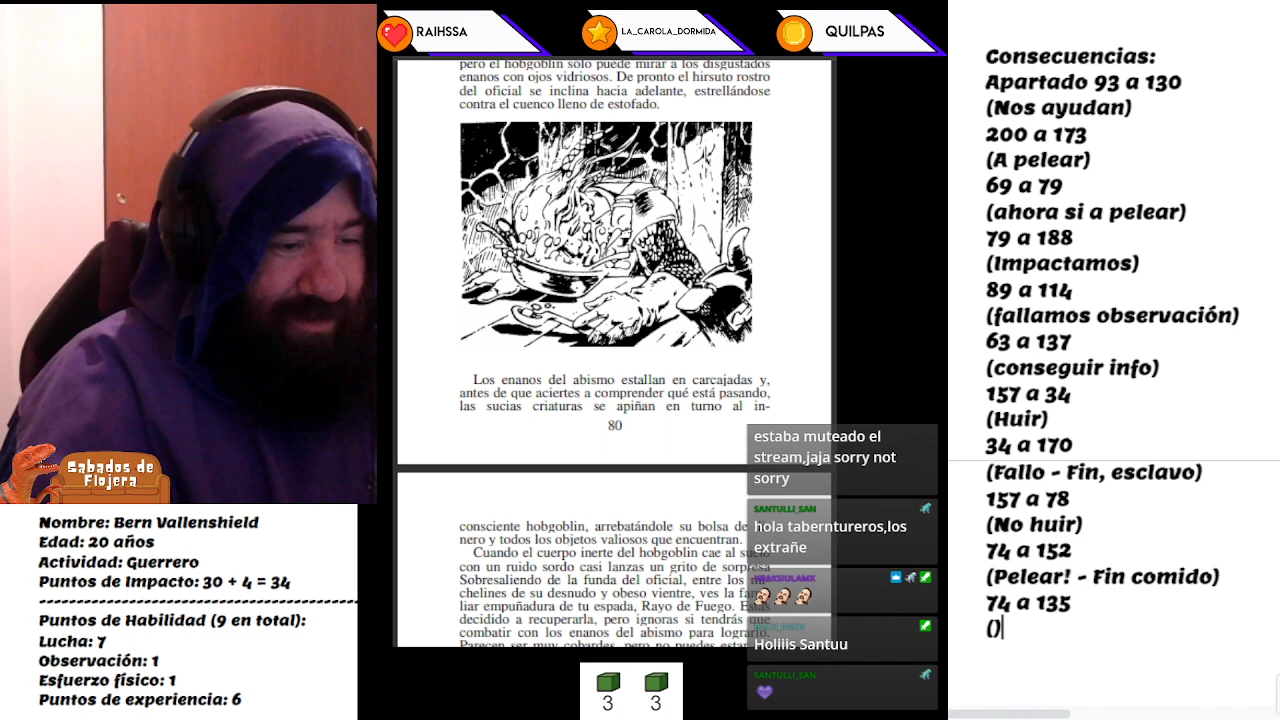 RAIHSSA
LA_CAROLA_DORMIDA
QUILPAS
pero el hobgoblin sólo puede mirar a los disgustados
enanos con ojos vidriosos. De pronto el hirsuto rostro
del oficial se inclina hacia adelante, estrellándose
contra el cuenco lleno de estofado.
Los enanos del abismo estallan en carcajadas y,
antes de que aciertes a comprender qué está pasando,
las sucias criaturas se apiñan en turno al in-
80
consciente hobgoblin, arrebatándole su bolsa de
nero y todos los objetos valiosos que encuentran.
Cuando el cuerpo inerte del hobgoblin cae al suelo
con un ruido sordo casi lanzas un grito de sorpresa
Sobresaliendo de la funda del oficial, entre los
chelines de su desnudo y obeso vientre, ves la
liar empuñadura de tu espada, Rayo de Fuego. Estás
decidido a recuperarla, pero ignoras si tendrás
combatir con los enanos del abismo para lograrlo.
Parecen ser muy cobardes, pero no puedes
estaba muteado el
stream,jaja sorry not
sorry
SANTULLI_SAN
hola taberntureros,los
extrañe
Holiiis Santuu
SANTULLI_SAN
3 3
Sabados de
Flojera
Nombre: Bern Vallenshield
Edad: 20 años
Actividad: Guerrero
Puntos de Impacto: 30 + 4 = 34
Puntos de Habilidad (9 en total):
Lucha: 7
Observación: 1
Esfuerzo físico: 1
Puntos de experiencia: 6
Consecuencias:
Apartado 93 a 130
(Nos ayudan)
200 a 173
(A pelear)
69 a 79
(ahora si a pelear)
79 a 188
(Impactamos)
89 a 114
(fallamos observación)
63 a 137
(conseguir info)
157 a 34
(Huir)
34 a 170
(Fallo - Fin, esclavo)
157 a 78
(No huir)
74 a 152
(Pelear! - Fin comido)
74 a 135
()